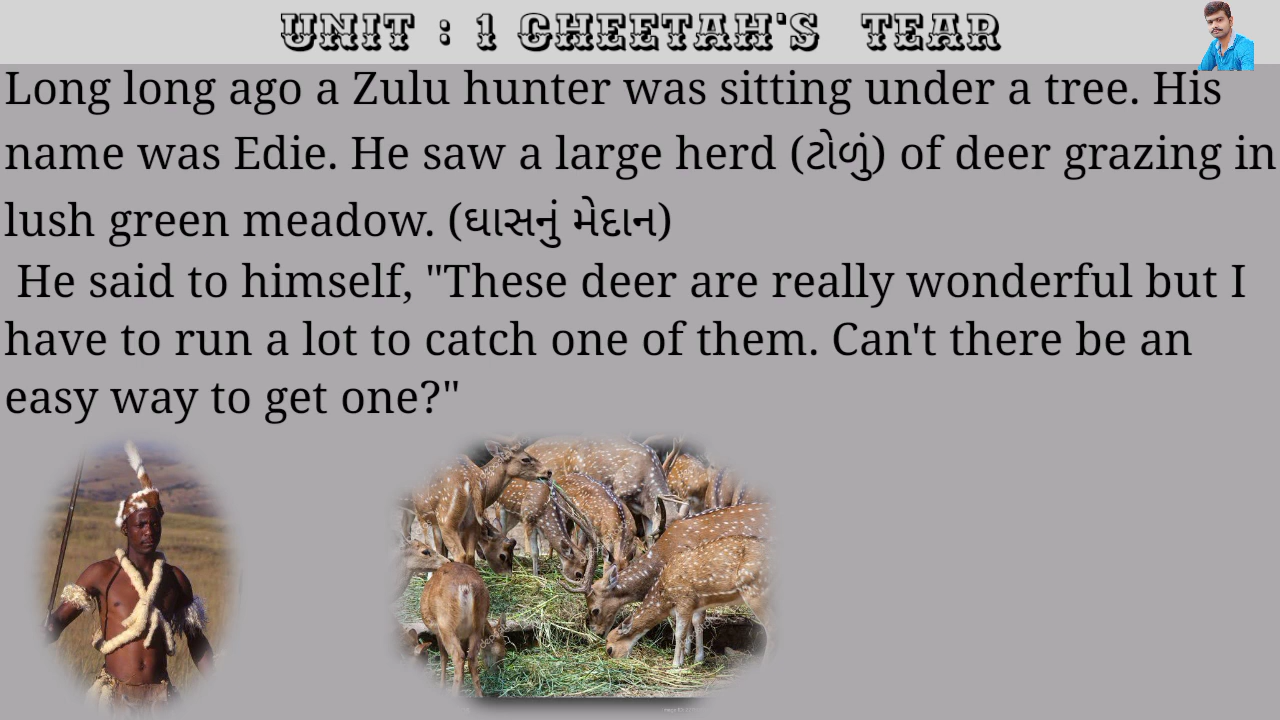 UNIT : 1 CHEETAH'S TEAR
Long long ago a Zulu hunter was sitting under a tree. His
name was Edie. He saw a large herd (ટોળું) of deer grazing in
lush green meadow. (ઘાસનું મેદાન)
He said to himself, "These deer are really wonderful but I
have to run a lot to catch one of them. Can't there be an
easy way to get one?"